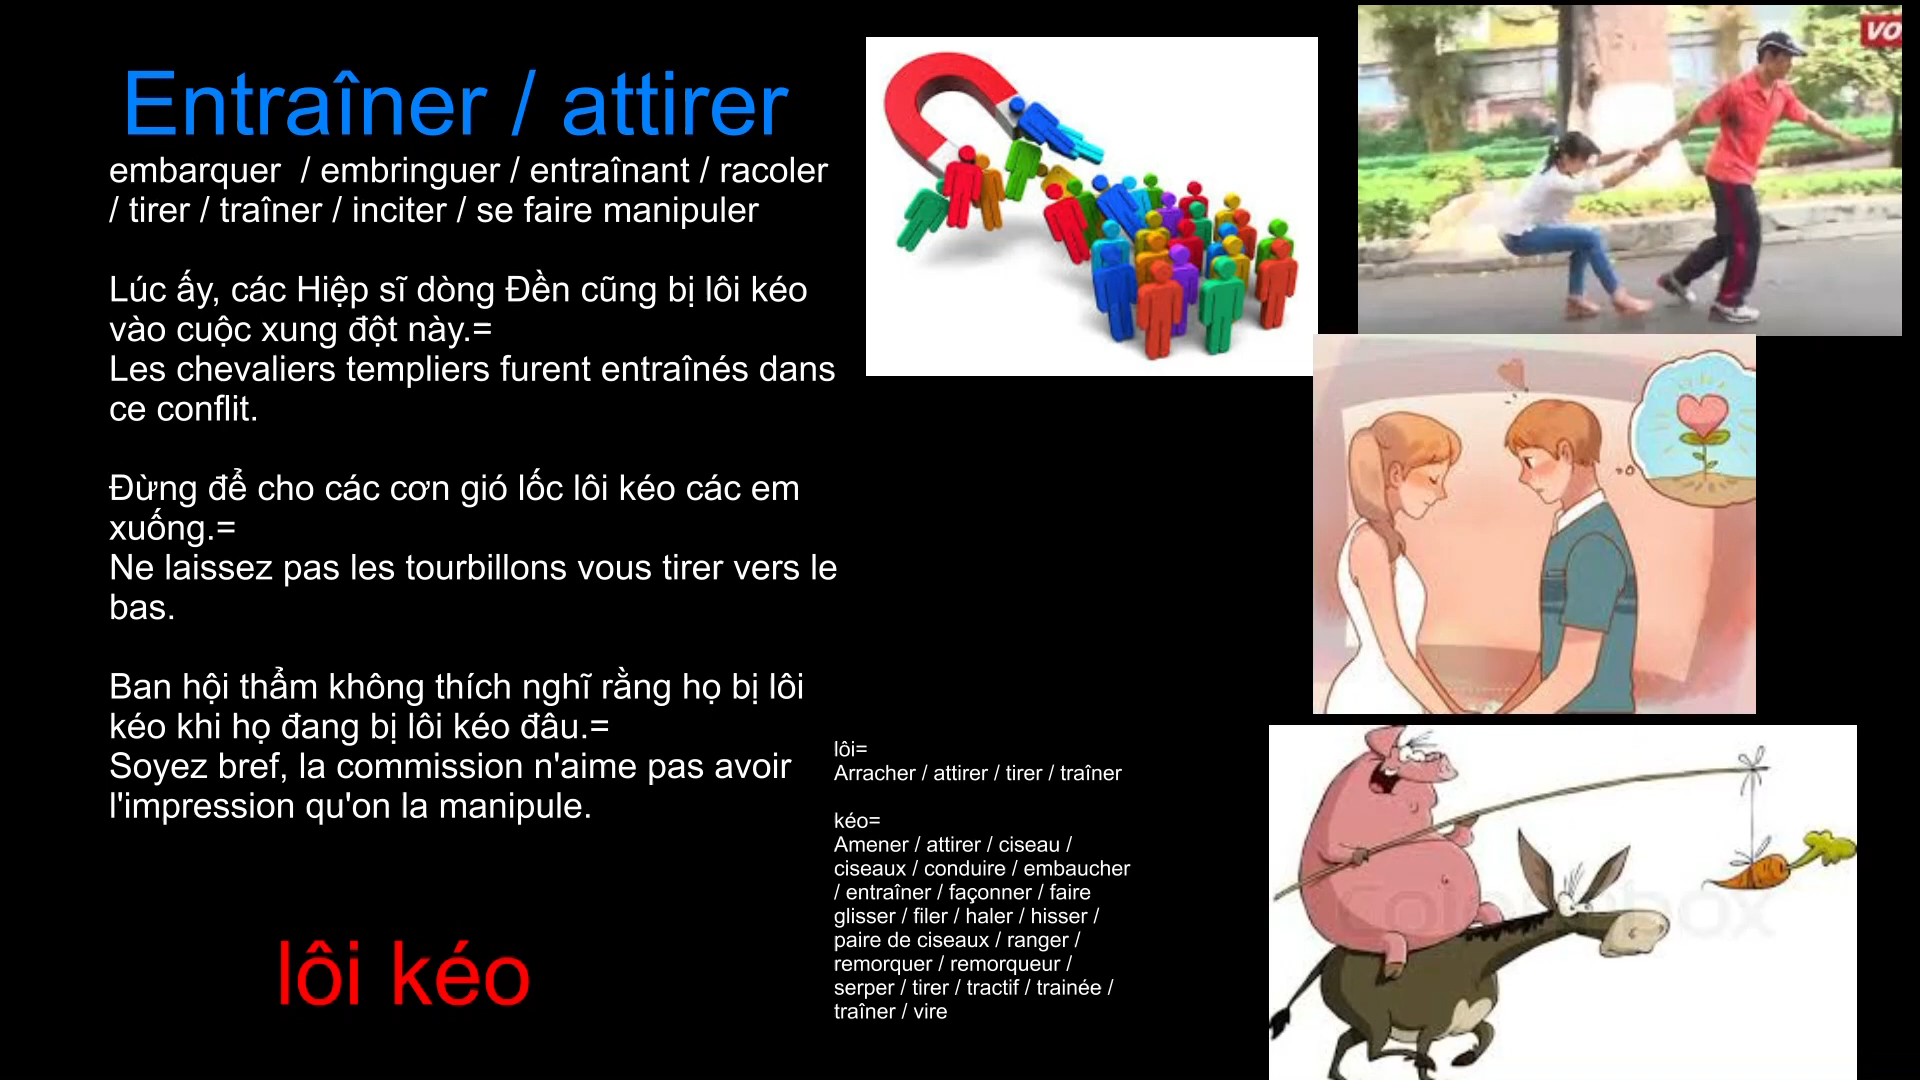 Entraîner / attirer
embarquer / embringuer / entraînant / racoler
/ tirer / traîner / inciter / se faire manipuler
Lúc ấy, các Hiệp sĩ dòng Đền cũng bị lôi kéo
vào cuộc xung đột này.=
Les chevaliers templiers furent entraînés dans
ce conflit.
Đừng để cho các cơn gió lốc lôi kéo các em
xuống.=
Ne laissez pas les tourbillons vous tirer vers le
bas.
Ban hội thẩm không thích nghĩ rằng họ bị lôi
kéo khi họ đang bị lôi kéo đâu.=
Soyez bref, la commission n'aime pas avoir
l'impression qu'on la manipule.
lôi kéo
lôi=
Arracher / attirer / tirer / traîner
kéo=
Amener / attirer / ciseau /
ciseaux / conduire / embaucher
/ entraîner / façonner / faire
glisser / filer / haler / hisser /
paire de ciseaux / ranger /
remorquer / remorqueur /
serper / tirer / tractif / trainée /
traîner / vire
VO